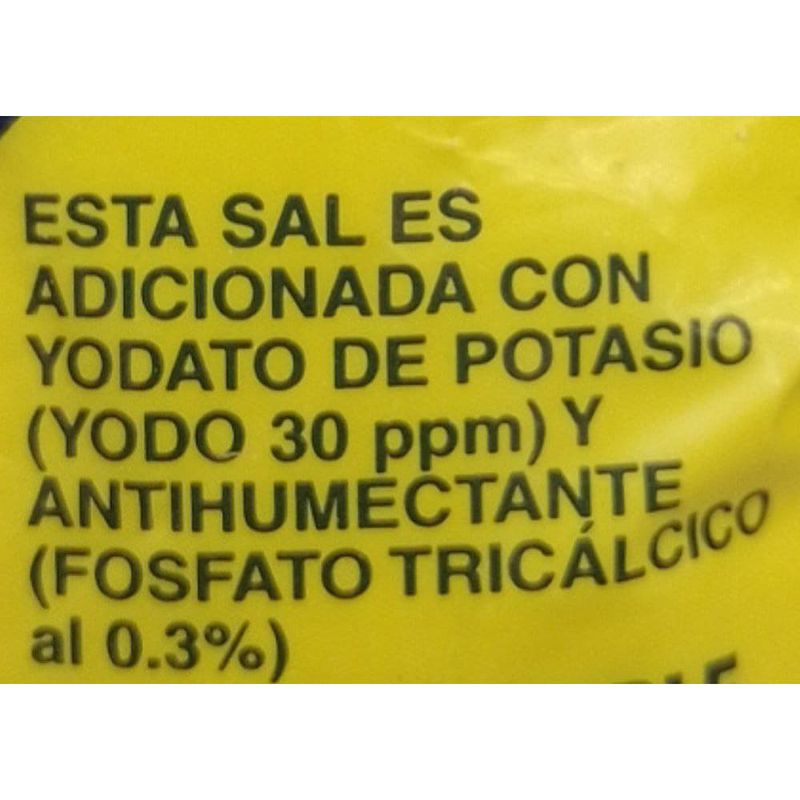 ESTA SAL ES
ADICIONADA CON
YODATO DE POTASIO
(YODO 30 ppm) Y
ANTIHUMECTANTE
(FOSFATO TRICÁLCICO
al 0.3%)